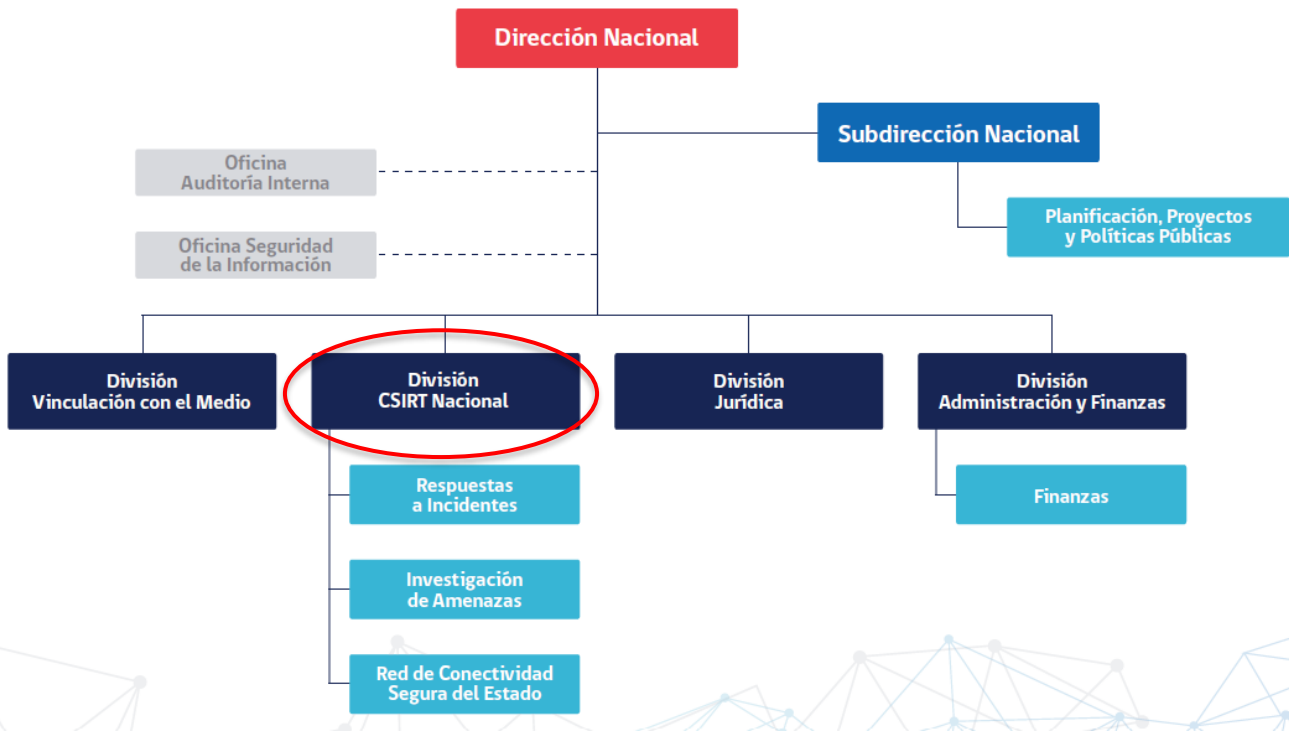 Dirección Nacional
Subdirección Nacional
Oficina
Auditoría Interna
Planificación, Proyectos
y Políticas Públicas
Oficina Seguridad
de la Información
División
Vinculación con el Medio
División
CSIRT Nacional
División
Jurídica
División
Administración y Finanzas
Respuestas
a Incidentes
Finanzas
Investigación
de Amenazas
Red de Conectividad
Segura del Estado